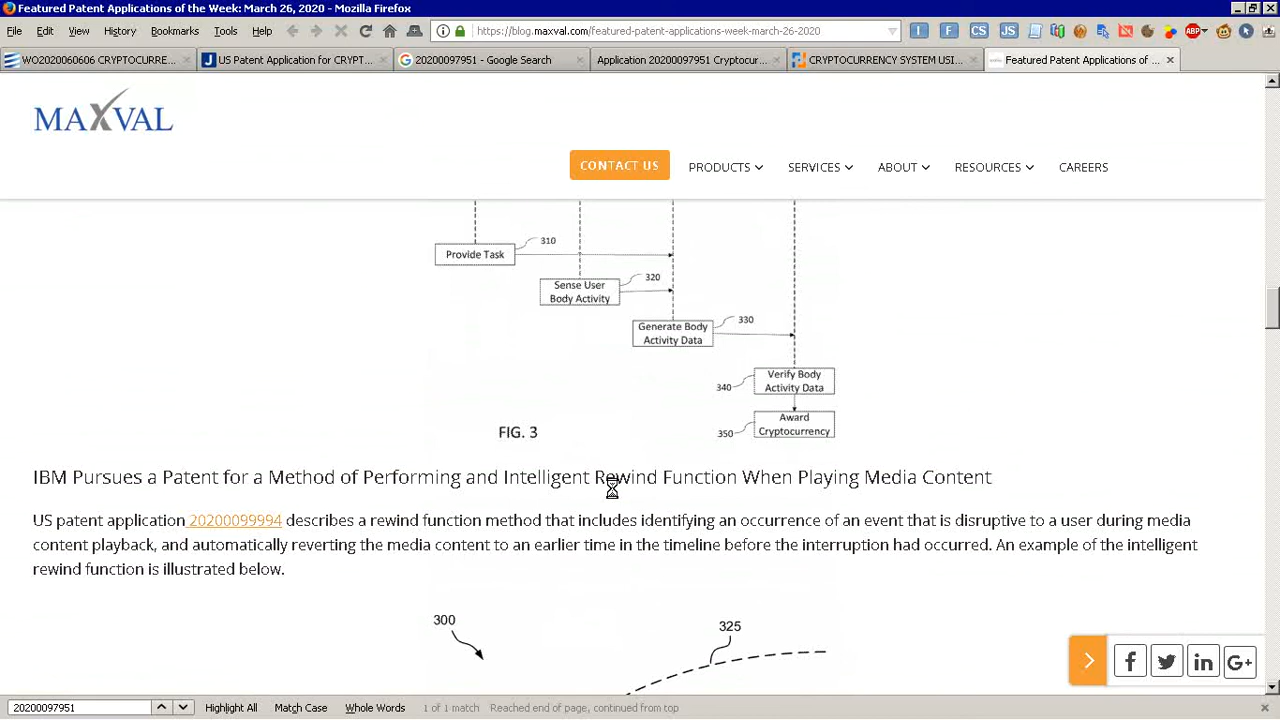 Featured Patent Applications of the Week: March 26, 2020 - Mozilla Firefox
File Edit View History Bookmarks Tools Help
https://blog.maxval.com/featured-patent-applications-week-march-26-2020
I F CS JS ABP
WO2020060606 CRYPTOCURRE... US Patent Application for CRYPT... 20200097951 - Google Search Application 20200097951 Cryptocur... CRYPTOCURRENCY SYSTEM USI... Featured Patent Applications of ...
MAXVAL
CONTACT US PRODUCTS SERVICES ABOUT RESOURCES CAREERS
Provide Task 310
Sense User Body Activity 320
Generate Body Activity Data 330
Verify Body Activity Data 340
Award Cryptocurrency 350
FIG. 3
IBM Pursues a Patent for a Method of Performing and Intelligent Rewind Function When Playing Media Content
US patent application 20200099994 describes a rewind function method that includes identifying an occurrence of an event that is disruptive to a user during media
content playback, and automatically reverting the media content to an earlier time in the timeline before the interruption had occurred. An example of the intelligent
rewind function is illustrated below.
300
325
f in G+
20200097951 Highlight All Match Case Whole Words 1 of 1 match Reached end of page, continued from top